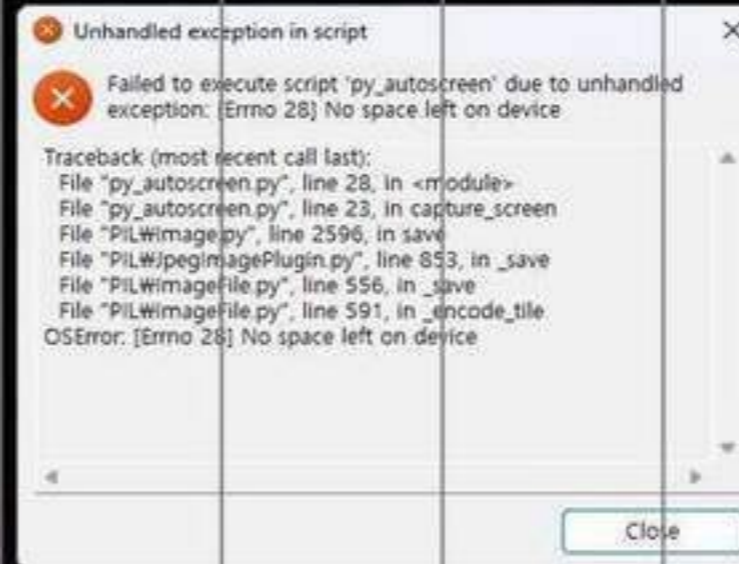 Unhandled exception in script
Failed to execute script 'py_autoscreen' due to unhandled
exception: [Errno 28] No space left on device
Traceback (most recent call last):
File "py_autoscreen.py", line 28, in <module>
File "py_autoscreen.py", line 23, in capture_screen
File "PIL₩Image.py", line 2596, in save
File "PIL₩JpegImagePlugin.py", line 853, in _save
File "PIL₩ImageFile.py", line 556, in _save
File "PIL₩ImageFile.py", line 591, in _encode_tile
OSError: [Errno 28] No space left on device
Close